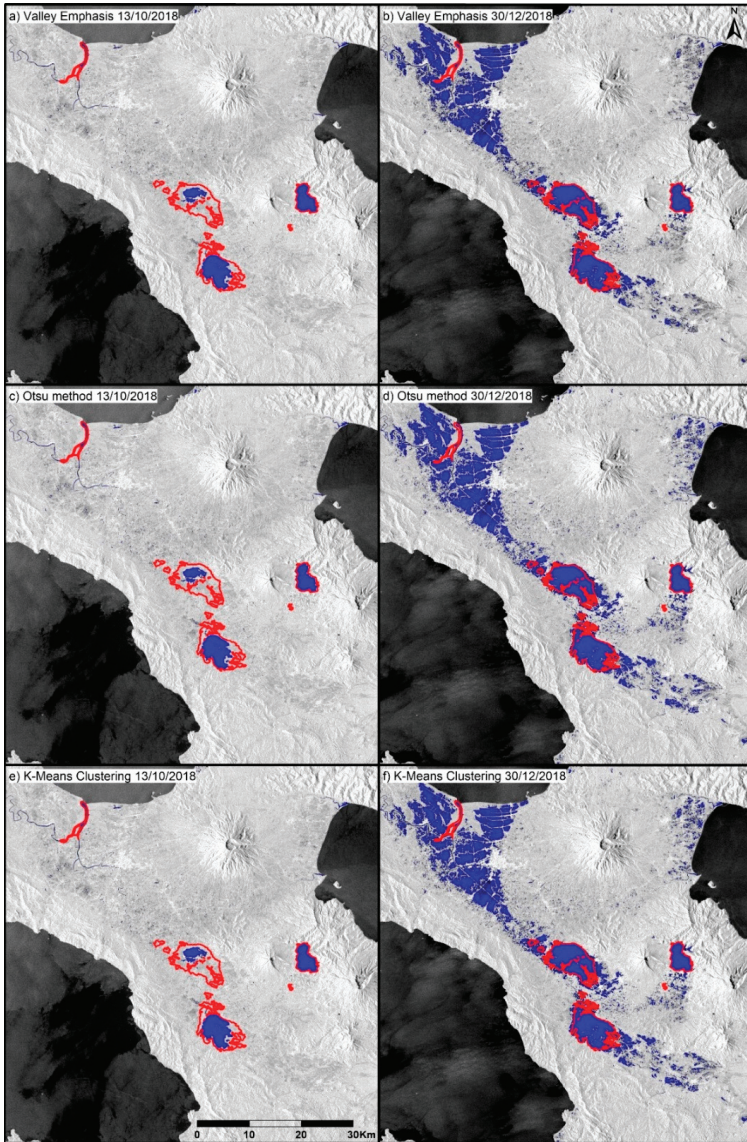 a) Valley Emphasis 13/10/2018
b) Valley Emphasis 30/12/2018
N
c) Otsu method 13/10/2018
d) Otsu method 30/12/2018
e) K-Means Clustering 13/10/2018
f) K-Means Clustering 30/12/2018
0 10 20 30Km